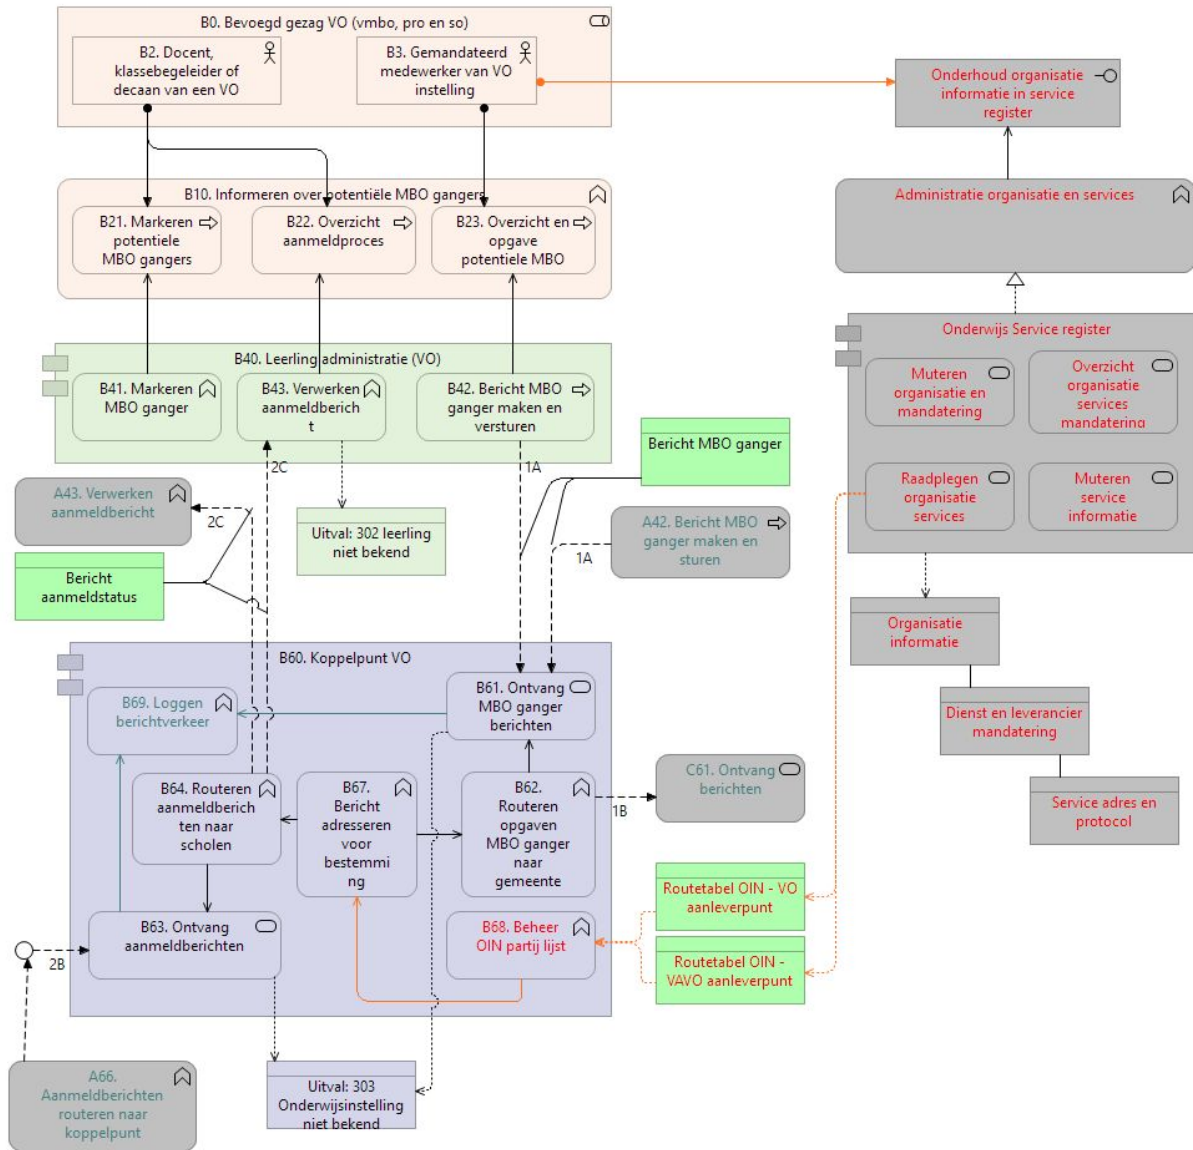 B0. Bevoegd gezag VO (vmbo, pro en so)
B2. Docent,
klassebegeleider of
decaan van een VO
B3. Gemandateerd
medewerker van VO
instelling
Onderhoud organisatie
informatie in service
register
B10. Informeren over potentiële MBO gangers
B21. Markeren
potentiele
MBO gangers
B22. Overzicht
aanmeldproces
B23. Overzicht en
opgave
potentiele MBO
Administratie organisatie en services
B40. Leerling administratie (VO)
B41. Markeren
MBO ganger
B43. Verwerken
aanmeldberich
t
B42. Bericht MBO
ganger maken en
versturen
Onderwijs Service register
Muteren
organisatie en
mandatering
Overzicht
organisatie
services
mandatering
Raadplegen
organisatie
services
Muteren
service
informatie
Bericht MBO ganger
2C
1A
A43. Verwerken
aanmeldbericht
2C
Uitval: 302 leerling
niet bekend
A42. Bericht MBO
ganger maken en
sturen
1A
Bericht
aanmeldstatus
Organisatie
informatie
Dienst en leverancier
mandatering
Service adres en
protocol
B60. Koppelpunt VO
B69. Loggen
berichtverkeer
B61. Ontvang
MBO ganger
berichten
B64. Routeren
aanmeldberich
ten naar
scholen
B67.
Bericht
adresseren
voor
bestemmi
ng
B62.
Routeren
opgaven
MBO ganger
naar
gemeente
1B
C61. Ontvang
berichten
B63. Ontvang
aanmeldberichten
B68. Beheer
OIN partij lijst
Routetabel OIN - VO
aanleverpunt
Routetabel OIN -
VAVO aanleverpunt
2B
A66.
Aanmeldberichten
routeren naar
koppelpunt
Uitval: 303
Onderwijsinstelling
niet bekend